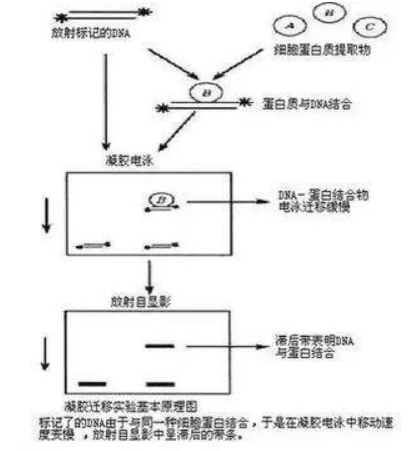 A
B
C
放射标记的DNA
细胞蛋白质提取物
B
蛋白质与DNA结合
凝胶电泳
B
DNA-蛋白结合物
电泳迁移缓慢
放射自显影
滞后带表明DNA
与蛋白结合
凝胶迁移实验基本原理图
标记了的DNA由于与同一种细胞蛋白结合，于是在凝胶电泳中移动速
度变慢，放射自显影中呈滞后的带条。